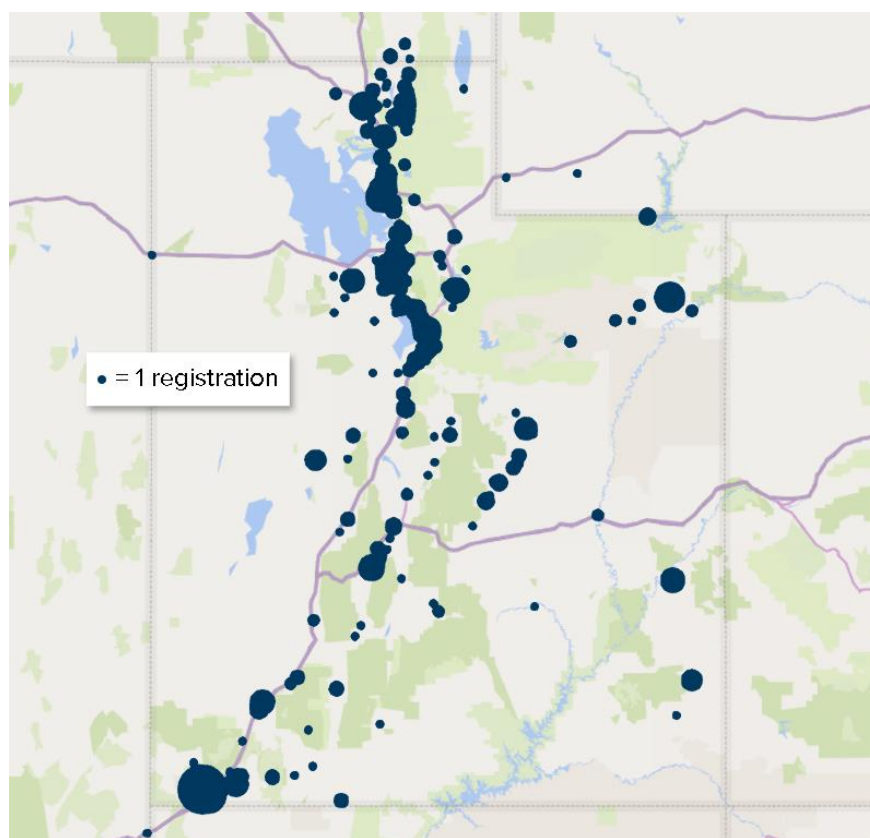 = 1 registration